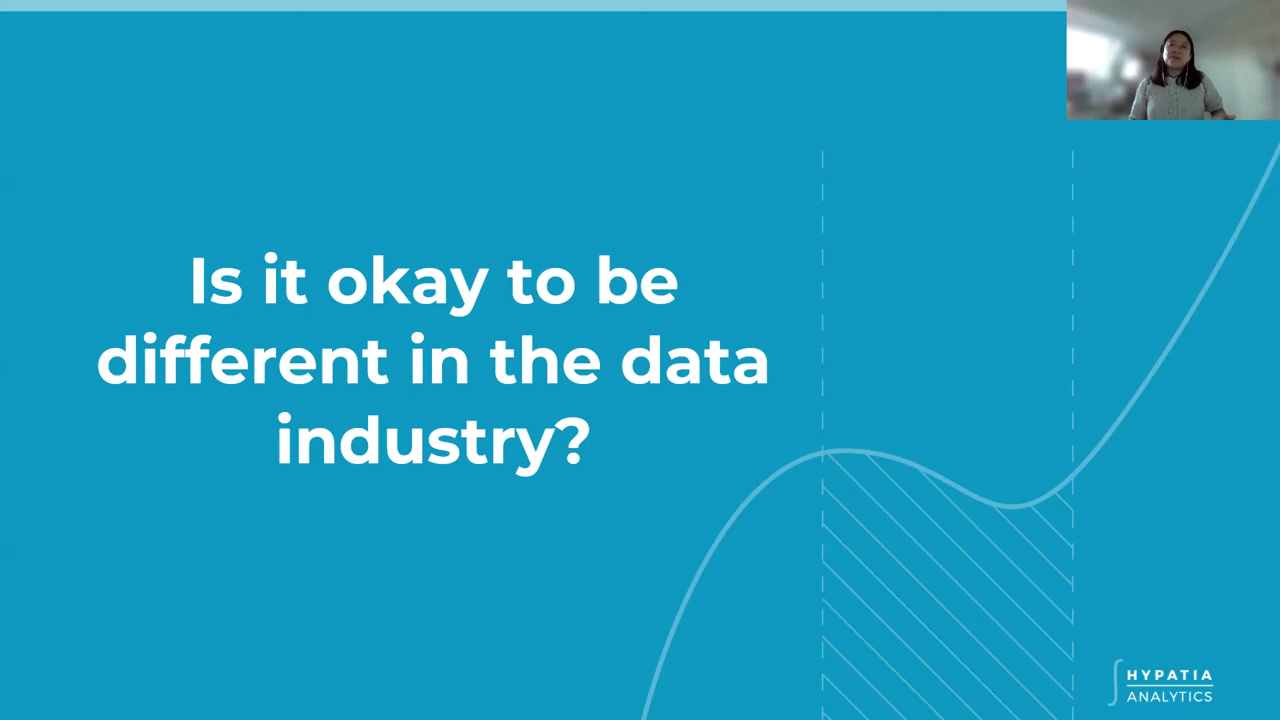 Is it okay to be
different in the data
industry?
HYPATIA
ANALYTICS